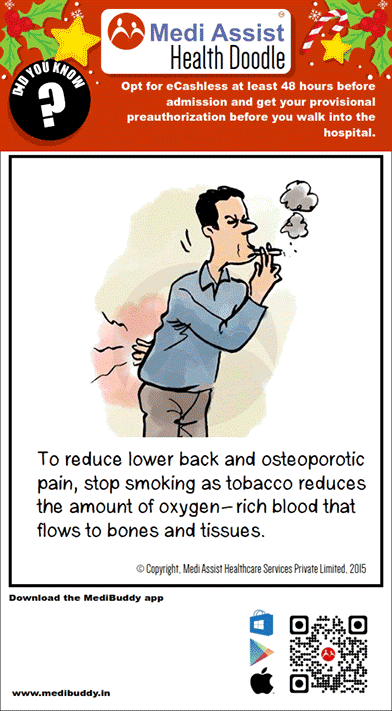 Medi Assist
Health Doodle
DID YOU KNOW
?
Opt for eCashless at least 48 hours before
admission and get your provisional
preauthorization before you walk into the
hospital.
To reduce lower back and osteoporotic
pain, stop smoking as tobacco reduces
the amount of oxygen-rich blood that
flows to bones and tissues.
© Copyright, Medi Assist Healthcare Services Private Limited, 2015
Download the MediBuddy app
www.medibuddy.in